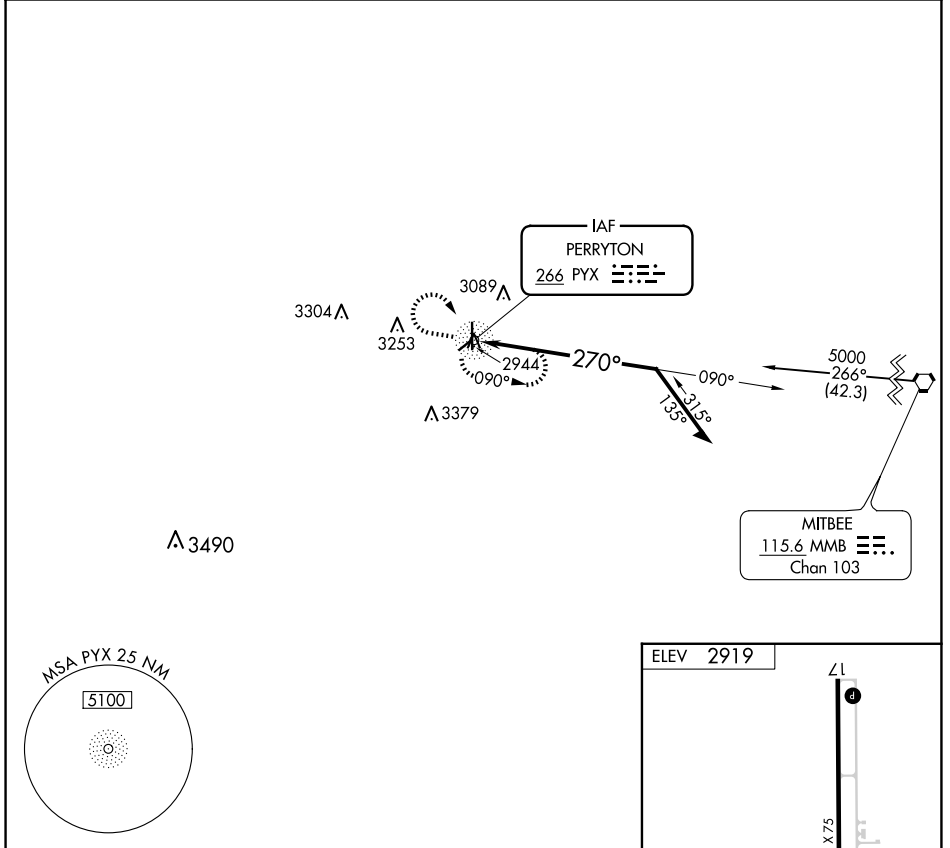 IAF
PERRYTON
266 PYX
3089
3304
3253
2944
270°
090°
090°
5000
266°
(42.3)
315°
135°
3379
MITBEE
115.6 MMB
Chan 103
3490
MSA PYX 25 NM
5100
ELEV 2919
17
P
X 75